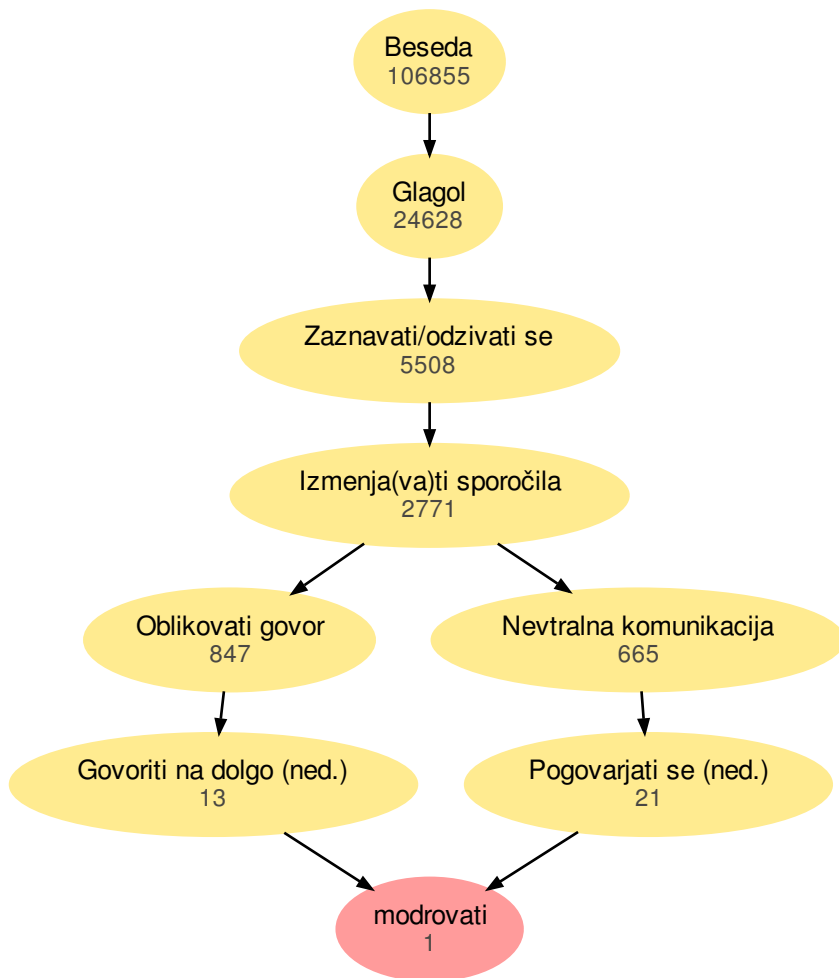 Beseda
106855
Glagol
24628
Zaznavati/odzivati se
5508
Izmenja(va)ti sporočila
2771
Oblikovati govor
847
Nevtralna komunikacija
665
Govoriti na dolgo (ned.)
13
Pogovarjati se (ned.)
21
modrovati
1